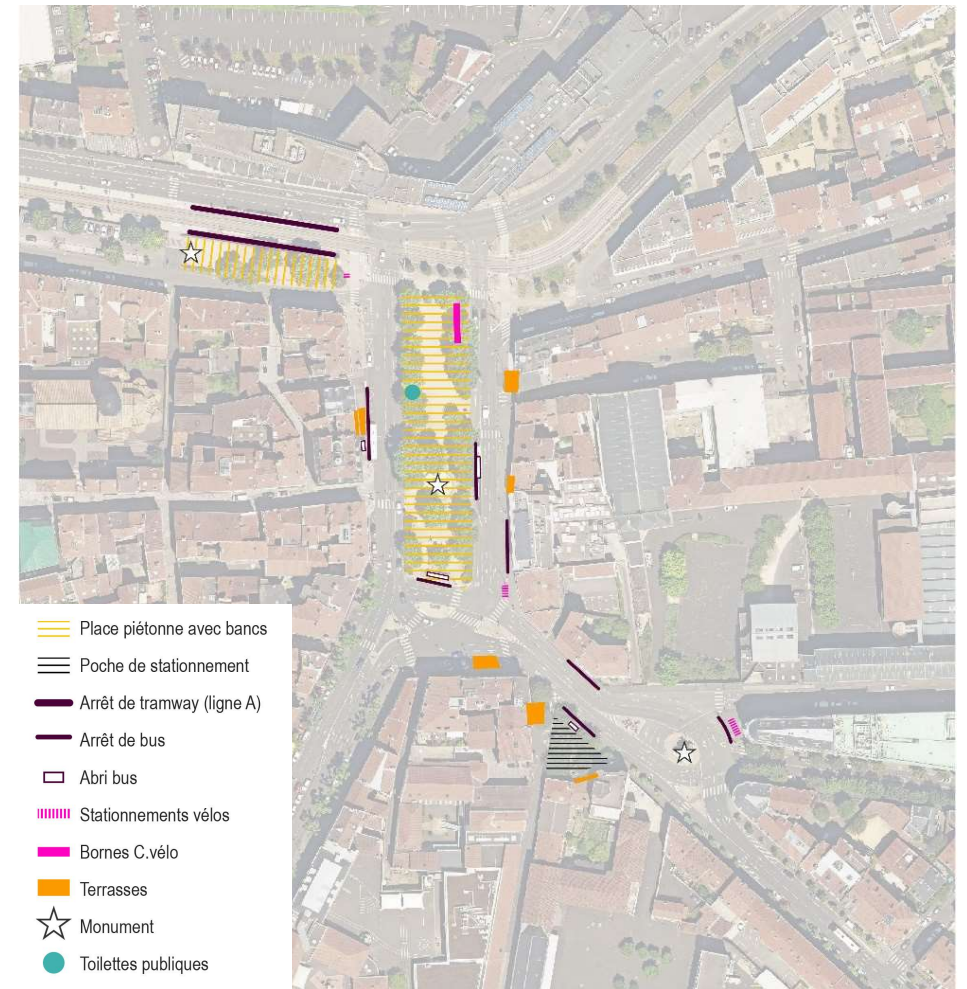 Place piétonne avec bancs
Poche de stationnement
Arrêt de tramway (ligne A)
Arrêt de bus
Abri bus
Stationnements vélos
Bornes C.vélo
Terrasses
Monument
Toilettes publiques